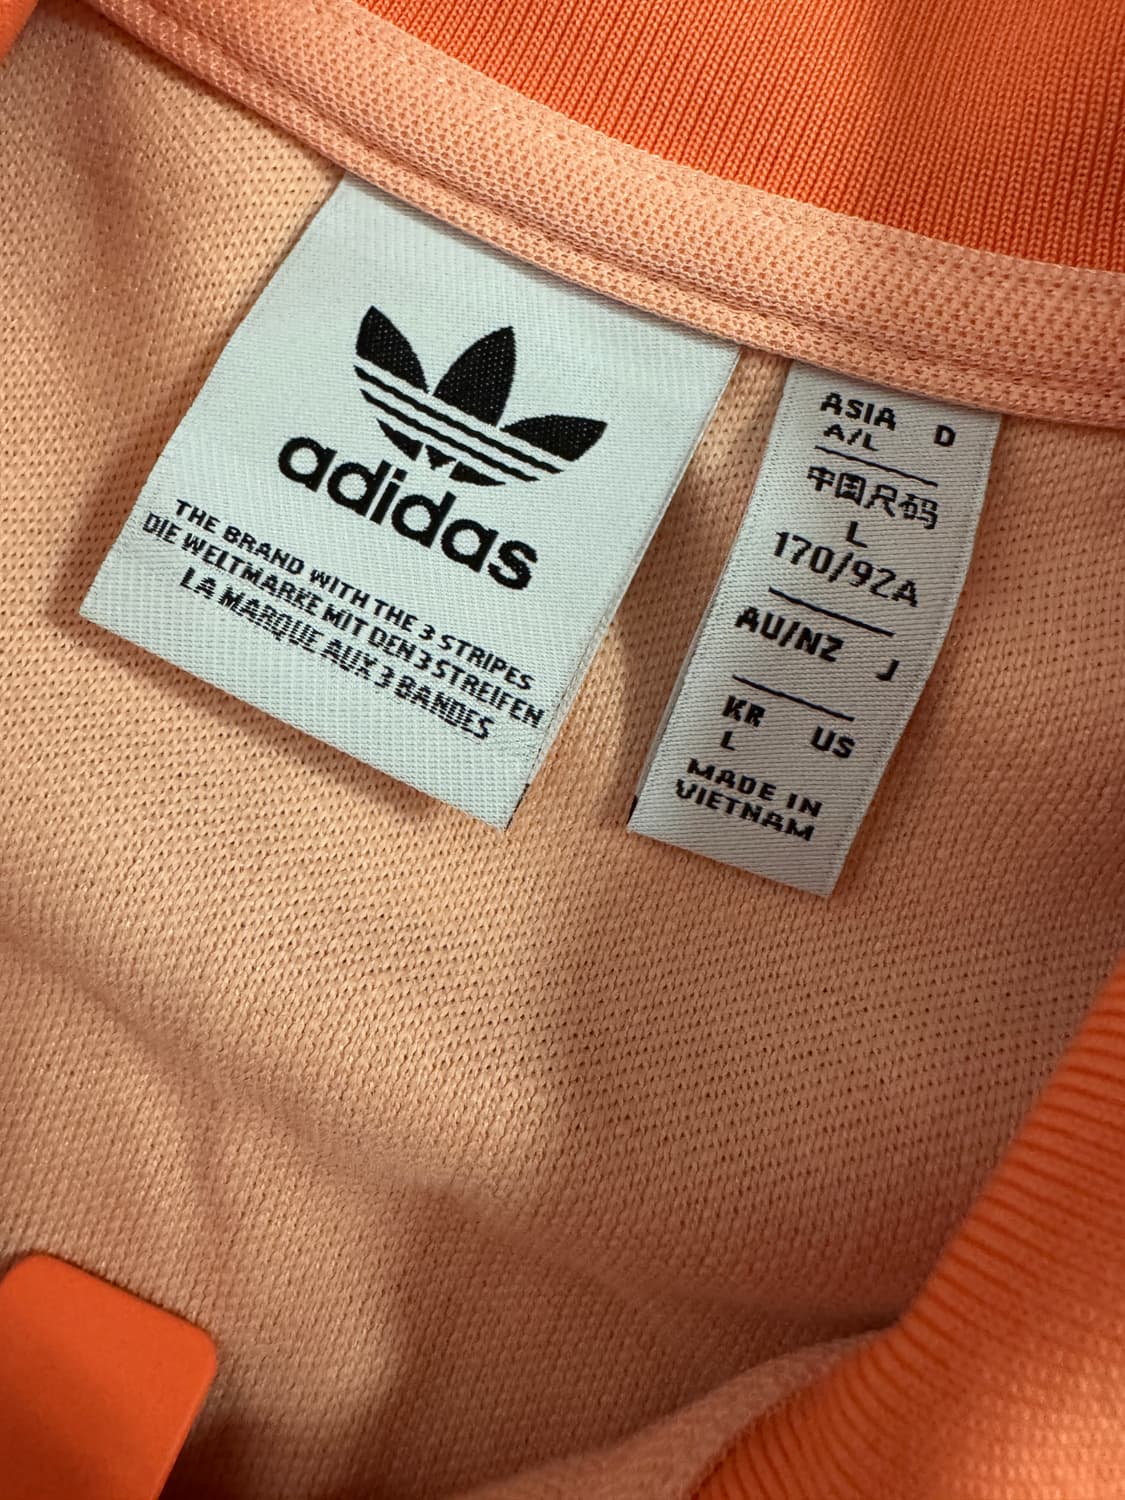 adidas
THE BRAND WITH THE 3 STRIPES
DIE WELTMARKE MIT DEN 3 STREIFEN
LA MARQUE AUX 3 BANDES
ASIA D
A/L
中国尺码
L
170/92A
AU/NZ J
KR US
L
MADE IN
VIETNAM